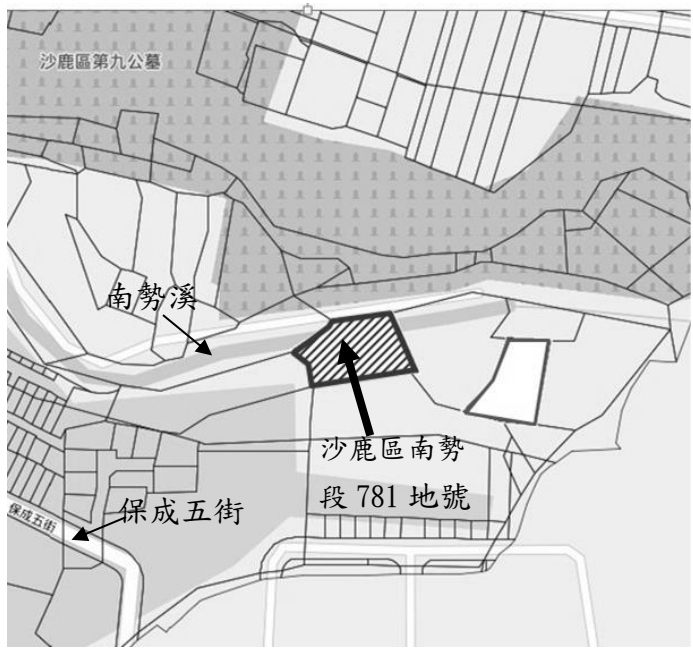 沙鹿區第九公墓
南勢溪
沙鹿區南勢
段 781 地號
保成五街
保成五街